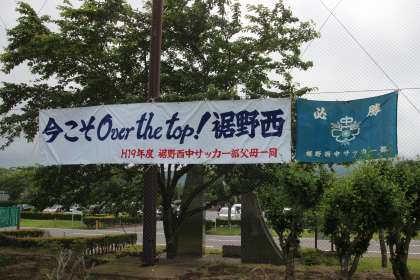 今こそOver the top!裾野西
H19年度 裾野西中サッカー部父母一同
必勝
裾野西中サッカー部